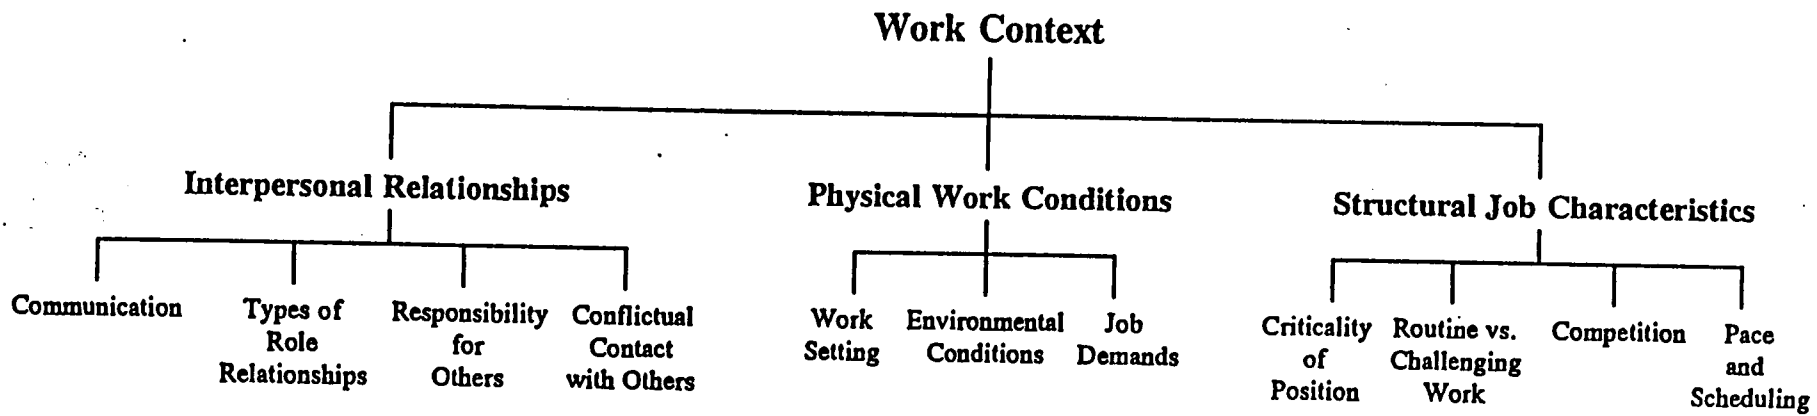 Work Context
Interpersonal Relationships
Physical Work Conditions
Structural Job Characteristics
Communication
Types of
Role
Relationships
Responsibility
for
Others
Conflictual
Contact
with Others
Work
Setting
Environmental
Conditions
Job
Demands
Criticality
of
Position
Routine vs.
Challenging
Work
Competition
Pace
and
Scheduling